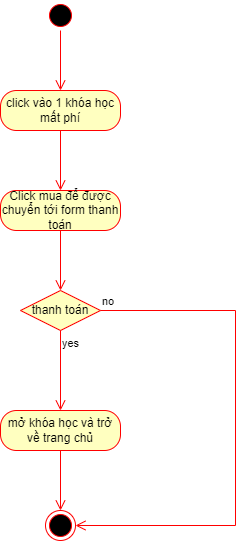 click vào 1 khóa học
mất phí
Click mua để được
chuyển tới form thanh
toán
thanh toán
no
yes
mở khóa học và trở
về trang chủ